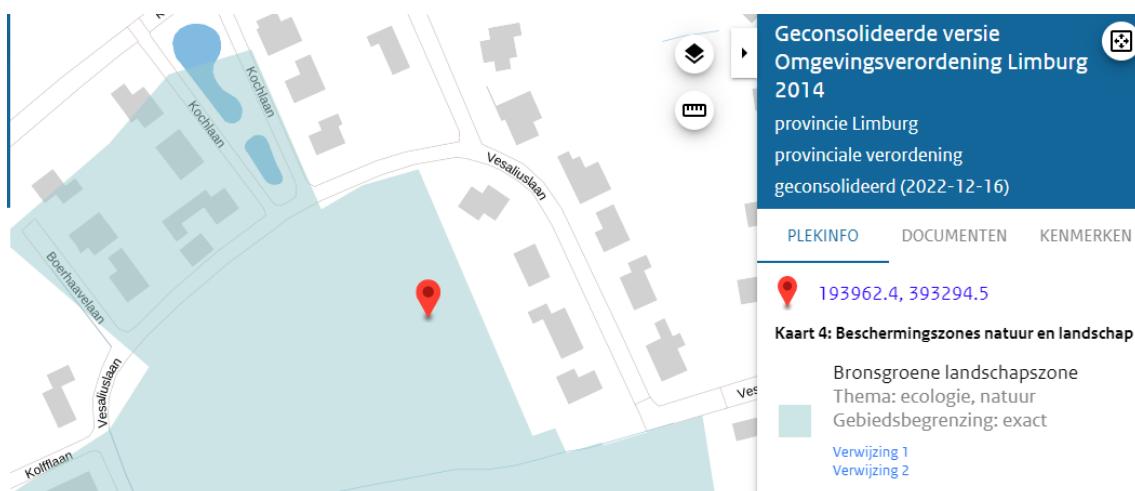 Kochlaan
Kochlaan
Vesaliuslaan
Boerhaavelaan
Vesaliuslaan
Kolfflaan
Geconsolideerde versie
Omgevingsverordening Limburg
2014
provincie Limburg
provinciale verordening
geconsolideerd (2022-12-16)
PLEKINFO DOCUMENTEN KENMERKEN
193962.4, 393294.5
Kaart 4: Beschermingszones natuur en landschap
Bronsgroene landschapszone
Thema: ecologie, natuur
Gebiedsbegrenzing: exact
Verwijzing 1
Verwijzing 2